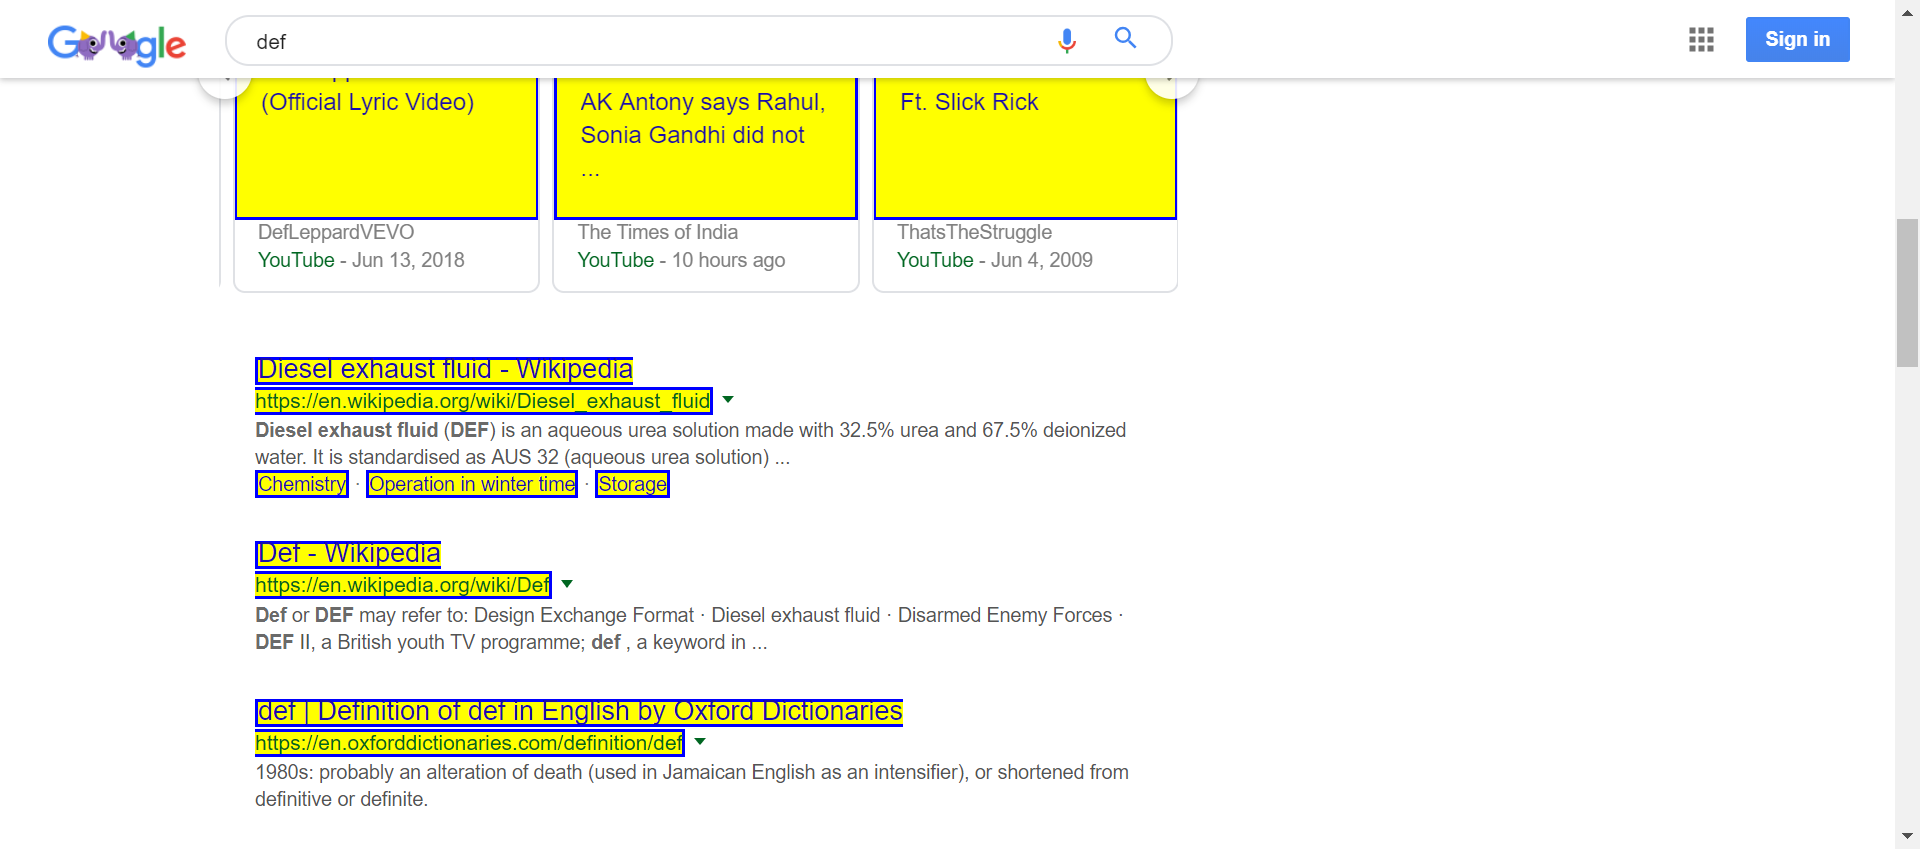 Google
def
Sign in
(Official Lyric Video)
AK Antony says Rahul,
Sonia Gandhi did not
...
Ft. Slick Rick
DefLeppardVEVO
YouTube - Jun 13, 2018
The Times of India
YouTube - 10 hours ago
ThatsTheStruggle
YouTube - Jun 4, 2009
Diesel exhaust fluid - Wikipedia
https://en.wikipedia.org/wiki/Diesel_exhaust_fluid
Diesel exhaust fluid (DEF) is an aqueous urea solution made with 32.5% urea and 67.5% deionized
water. It is standardised as AUS 32 (aqueous urea solution) ...
Chemistry · Operation in winter time · Storage
Def - Wikipedia
https://en.wikipedia.org/wiki/Def
Def or DEF may refer to: Design Exchange Format · Diesel exhaust fluid · Disarmed Enemy Forces ·
DEF II, a British youth TV programme; def , a keyword in ...
def | Definition of def in English by Oxford Dictionaries
https://en.oxforddictionaries.com/definition/def
1980s: probably an alteration of death (used in Jamaican English as an intensifier), or shortened from
definitive or definite.